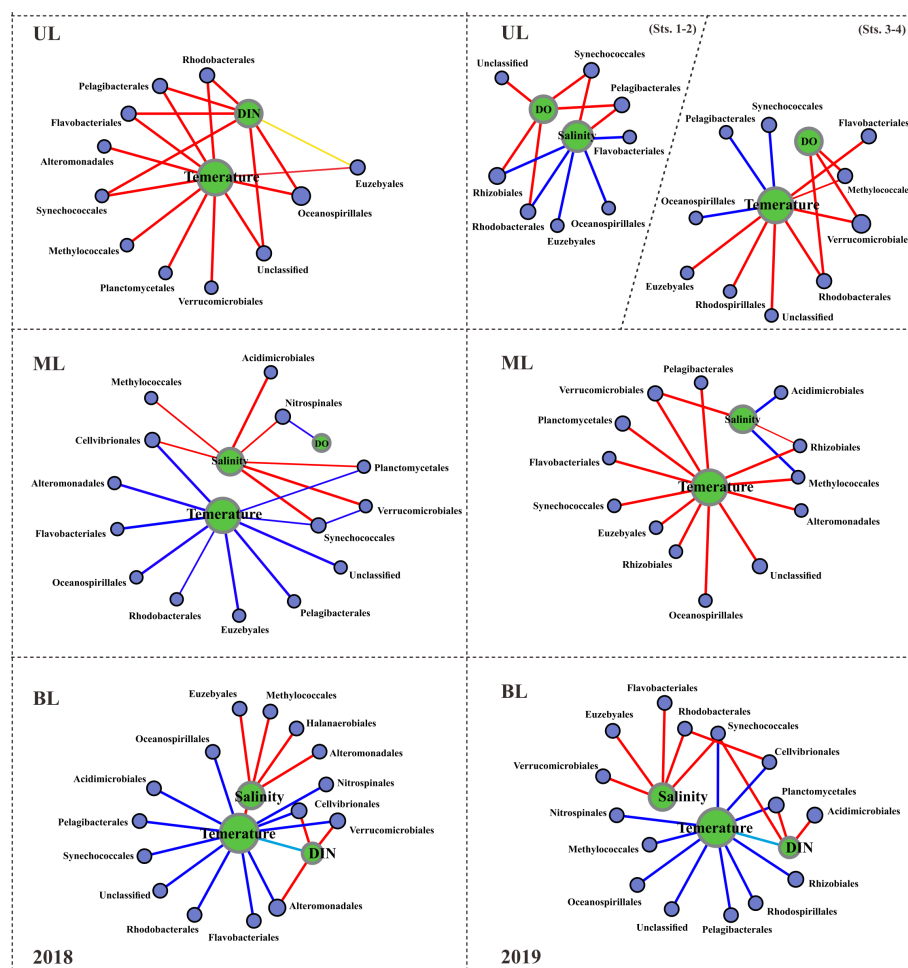 UL
Rhodobacterales
Pelagibacterales
Flavobacteriales
DIN
Alteromonadales
Temerature
Euzebyales
Synechococcales
Oceanospirillales
Methylococcales
Unclassified
Planctomycetales
Verrucomicrobiales
UL
(Sts. 1-2)
Synechococcales
Unclassified
Pelagibacterales
DO
Salinity
Flavobacteriales
Rhizobiales
Rhodobacterales
Oceanospirillales
Euzebyales
(Sts. 3-4)
Synechococcales
Pelagibacterales
Flavobacteriales
DO
Methylococcale
Oceanospirillales
Temerature
Verrucomicrobiale
Euzebyales
Rhodospirillales
Rhodobacterales
Unclassified
ML
Acidimicrobiales
Methylococcales
Nitrospinales
Cellvibrionales
DO
Salinity
Planctomycetales
Alteromonadales
Verrucomicrobiales
Temerature
Flavobacteriales
Synechococcales
Unclassified
Oceanospirillales
Rhodobacterales
Pelagibacterales
Euzebyales
ML
Pelagibacterales
Verrucomicrobiales
Acidimicrobiales
Planctomycetales
Salinity
Rhizobiales
Flavobacteriales
Methylococcales
Temerature
Synechococcales
Alteromonadales
Euzebyales
Rhizobiales
Unclassified
Oceanospirillales
BL
Euzebyales
Methylococcales
Halanaerobiales
Oceanospirillales
Alteromonadales
Acidimicrobiales
Nitrospinales
Salinity
Cellvibrionales
Pelagibacterales
Temerature
Verrucomicrobiales
Synechococcales
DIN
Unclassified
Alteromonadales
Rhodobacterales
Flavobacteriales
2018
BL
Flavobacteriales
Rhodobacterales
Euzebyales
Synechococcales
Cellvibrionales
Verrucomicrobiales
Planctomycetales
Salinity
Acidimicrobiales
Nitrospinales
Temerature
Methylococcales
DIN
Rhizobiales
Oceanospirillales
Rhodospirillales
Unclassified
Pelagibacterales
2019